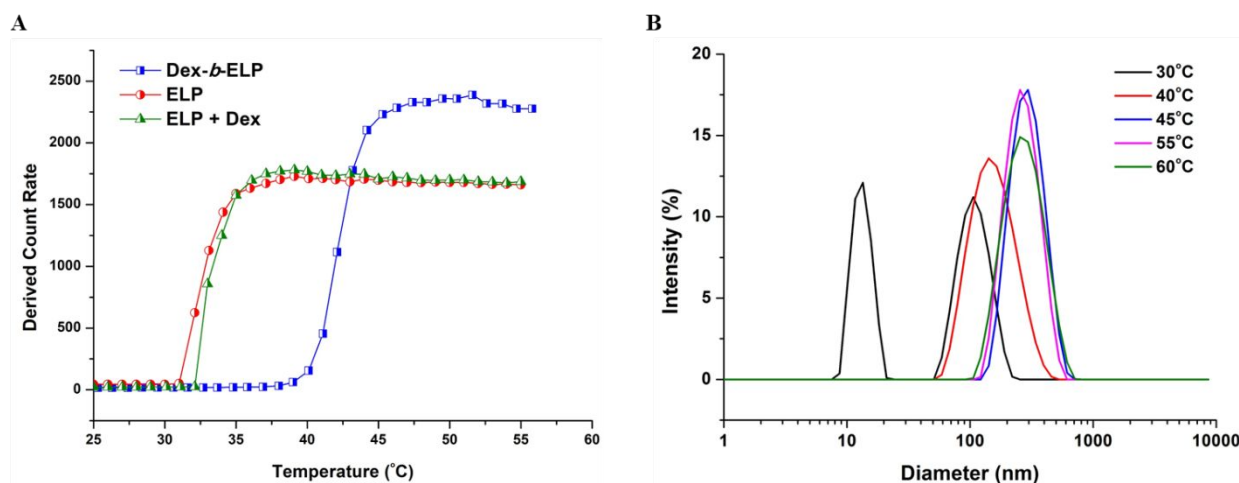 A
Dex-b-ELP
ELP
ELP + Dex
2500
2000
1500
1000
500
0
Derived Count Rate
25 30 35 40 45 50 55 60
Temperature (°C)
B
20
15
10
5
0
Intensity (%)
30°C
40°C
45°C
55°C
60°C
1 10 100 1000 10000
Diameter (nm)